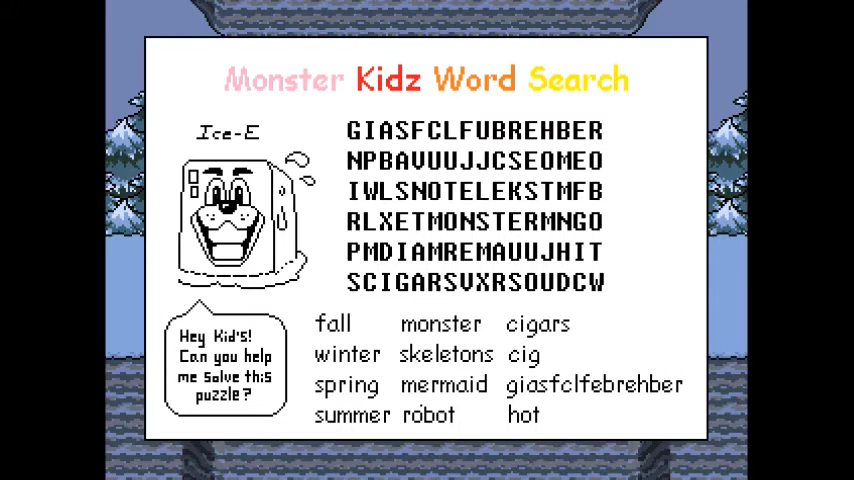 Monster Kidz Word Search
Ice-E
GIASFCLFUBREHBER
NPBAVUUJJCSEOMEO
IWLSNOTELEKSTMFB
RLXETMONSTERMNGO
PMDIAMREMAUUJHIT
SCIGARSVXRSOUDCW
Hey Kid's!
Can you help
me solve this
puzzle?
fall monster cigars
winter skeletons cig
spring mermaid giasfclfebrehber
summer robot hot